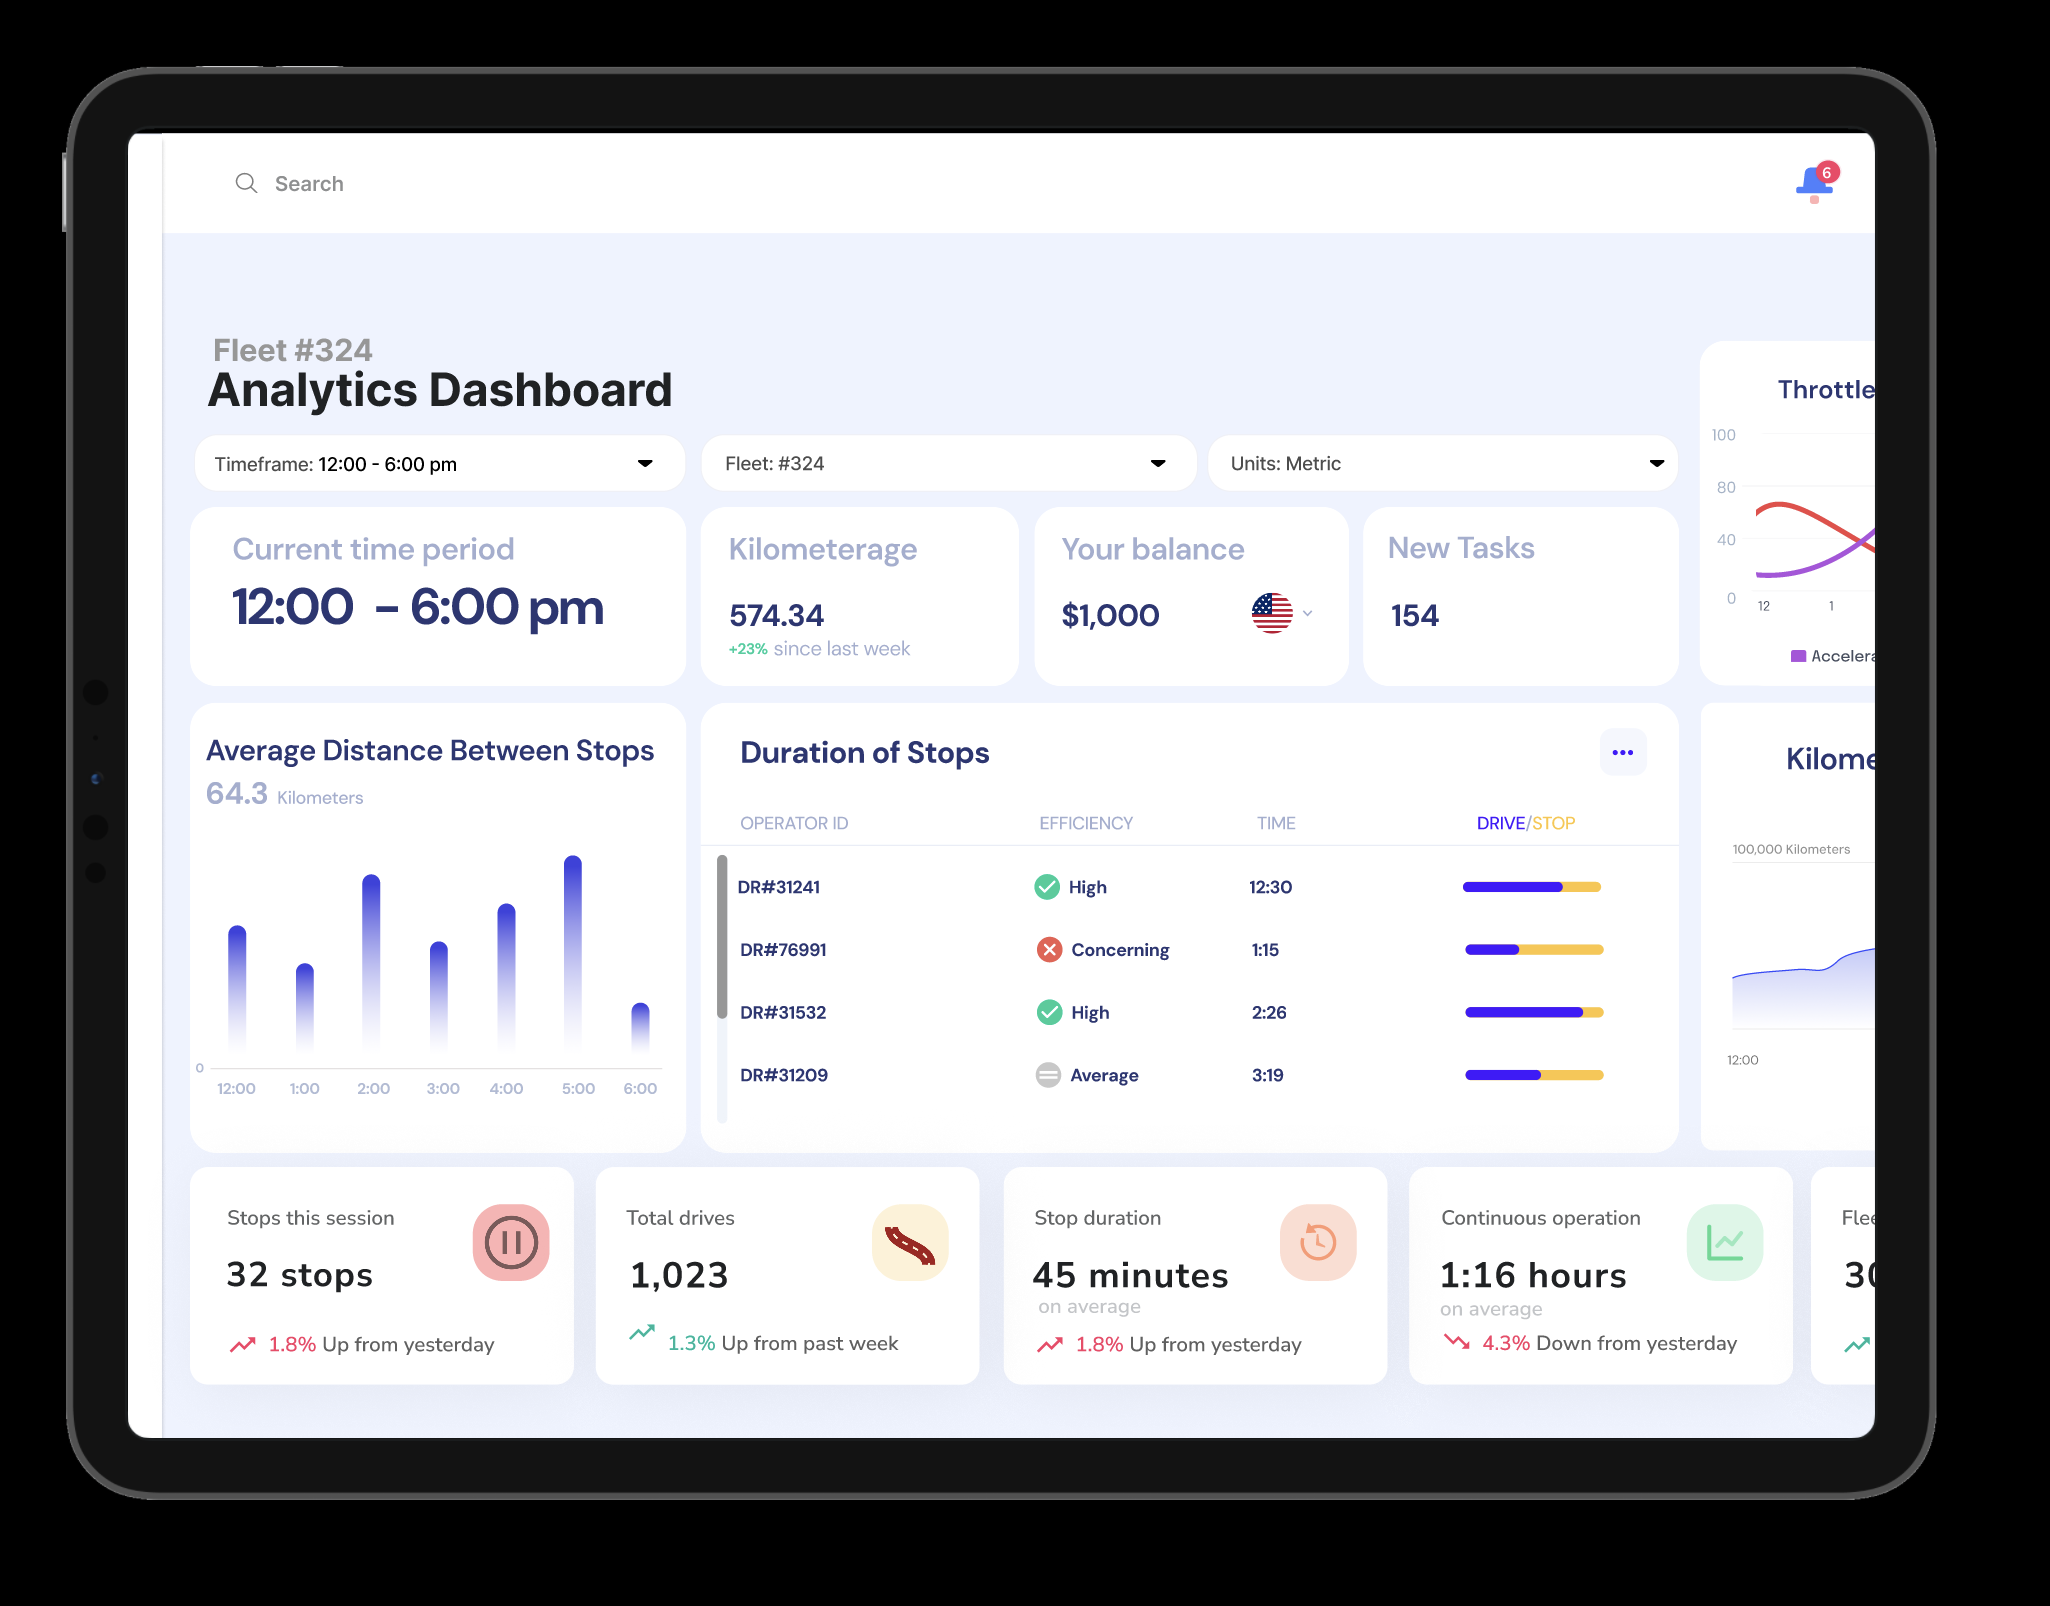 Search
6
Fleet #324
Analytics Dashboard
Timeframe: 12:00 - 6:00 pm
Fleet: #324
Units: Metric
Current time period
12:00 - 6:00 pm
Kilometerage
574.34
+23% since last week
Your balance
$1,000
New Tasks
154
Throttle
100
80
40
0
12 1
Accelera
Average Distance Between Stops
64.3 Kilometers
0
12:00 1:00 2:00 3:00 4:00 5:00 6:00
Duration of Stops
OPERATOR ID EFFICIENCY TIME DRIVE/STOP
DR#31241 High 12:30
DR#76991 Concerning 1:15
DR#31532 High 2:26
DR#31209 Average 3:19
Kilome
100,000 Kilometers
12:00
Stops this session
32 stops
1.8% Up from yesterday
Total drives
1,023
1.3% Up from past week
Stop duration
45 minutes
on average
1.8% Up from yesterday
Continuous operation
1:16 hours
on average
4.3% Down from yesterday
Flee
30